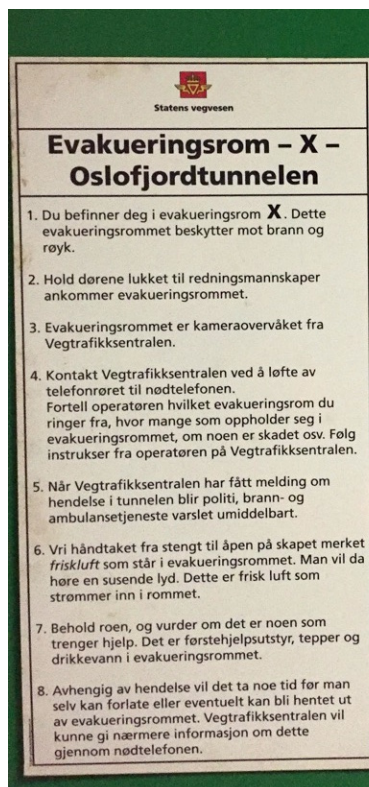 Statens vegvesen
Evakueringsrom – X –
Oslofjordtunnelen
1. Du befinner deg i evakueringsrom X. Dette
evakueringsrommet beskytter mot brann og
røyk.
2. Hold dørene lukket til redningsmannskaper
ankommer evakueringsrommet.
3. Evakueringsrommet er kameraovervåket fra
Vegtrafikksentralen.
4. Kontakt Vegtrafikksentralen ved å løfte av
telefonrøret til nødtelefonen.
Fortell operatøren hvilket evakueringsrom du
ringer fra, hvor mange som oppholder seg i
evakueringsrommet, om noen er skadet osv. Følg
instrukser fra operatøren på Vegtrafikksentralen.
5. Når Vegtrafikksentralen har fått melding om
hendelse i tunnelen blir politi, brann- og
ambulansetjeneste varslet umiddelbart.
6. Vri håndtaket fra stengt til åpen på skapet merket
friskluft som står i evakueringsrommet. Man vil da
høre en susende lyd. Dette er frisk luft som
strømmer inn i rommet.
7. Behold roen, og vurder om det er noen som
trenger hjelp. Det er førstehjelpsutstyr, tepper og
drikkevann i evakueringsrommet.
8. Avhengig av hendelse vil det ta noe tid før man
selv kan forlate eller eventuelt kan bli hentet ut
av evakueringsrommet. Vegtrafikksentralen vil
kunne gi nærmere informasjon om dette
gjennom nødtelefonen.